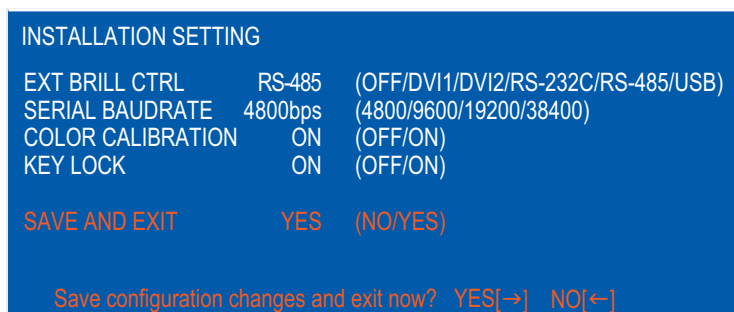 INSTALLATION SETTING
EXT BRILL CTRL RS-485 (OFF/DVI1/DVI2/RS-232C/RS-485/USB)
SERIAL BAUDRATE 4800bps (4800/9600/19200/38400)
COLOR CALIBRATION ON (OFF/ON)
KEY LOCK ON (OFF/ON)
SAVE AND EXIT YES (NO/YES)
Save configuration changes and exit now? YES[→] NO[←]